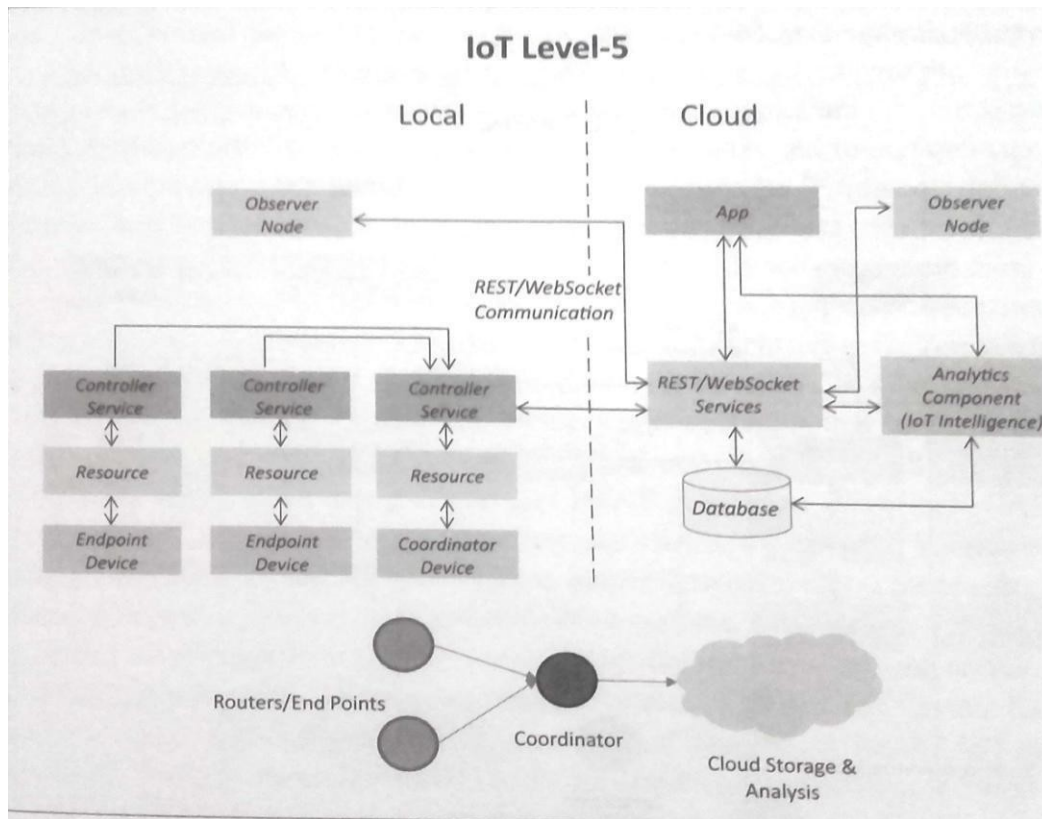 IoT Level-5
Local
Cloud
Observer
Node
App
Observer
Node
REST/WebSocket
Communication
Controller
Service
Controller
Service
Controller
Service
REST/WebSocket
Services
Analytics
Component
(IoT Intelligence)
Resource
Resource
Resource
Database
Endpoint
Device
Endpoint
Device
Coordinator
Device
Routers/End Points
Coordinator
Cloud Storage &
Analysis